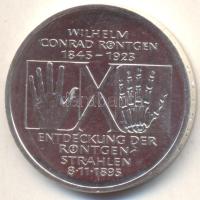 WILHELM
CONRAD RÖNTGEN
1845-1923
X
ENTDECKUNG DER
RÖNTGEN-
STRAHLEN
8·11·1895